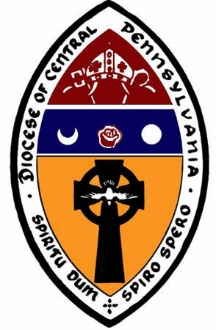 DIOCESE OF CENTRAL PENNSYLVANIA
SPIRITU DUM SPIRO SPERO